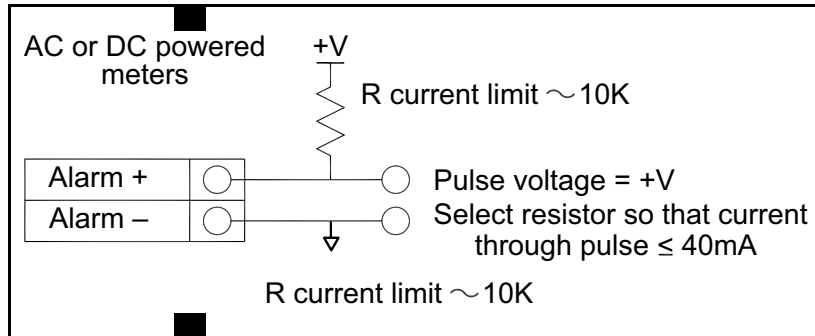 AC or DC powered
meters
+V
R current limit ∼10K
Alarm +
Pulse voltage = +V
Alarm –
Select resistor so that current
through pulse ≤ 40mA
R current limit ∼10K